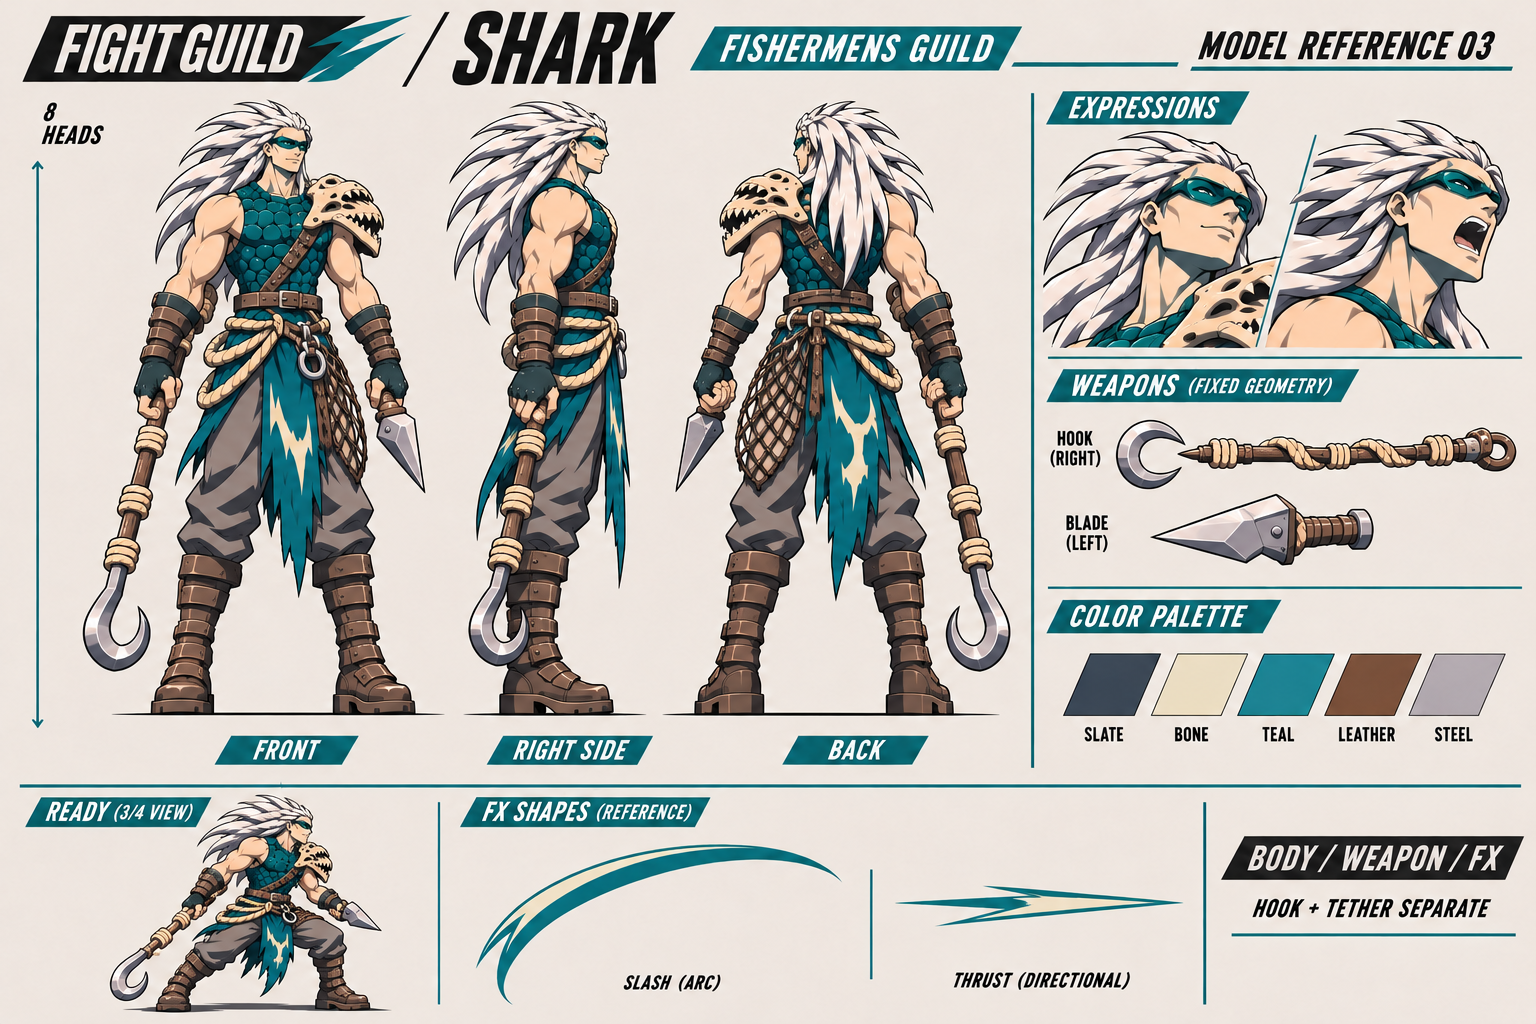 FIGHT GUILD / SHARK
FISHERMENS GUILD
MODEL REFERENCE 03
8
HEADS
FRONT
RIGHT SIDE
BACK
EXPRESSIONS
WEAPONS (FIXED GEOMETRY)
HOOK
(RIGHT)
BLADE
(LEFT)
COLOR PALETTE
SLATE
BONE
TEAL
LEATHER
STEEL
READY (3/4 VIEW)
FX SHAPES (REFERENCE)
SLASH (ARC)
THRUST (DIRECTIONAL)
BODY / WEAPON / FX
HOOK + TETHER SEPARATE